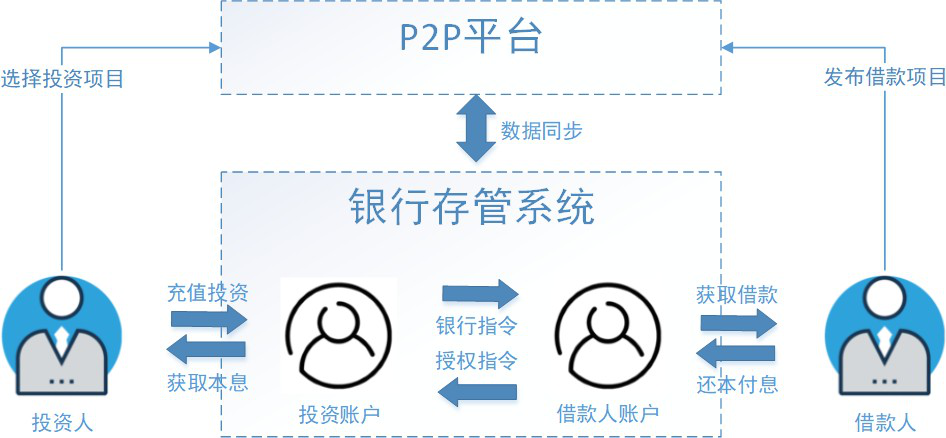 P2P平台
选择投资项目
发布借款项目
数据同步
银行存管系统
充值投资
获取本息
银行指令
授权指令
获取借款
还本付息
投资人
投资账户
借款人账户
借款人